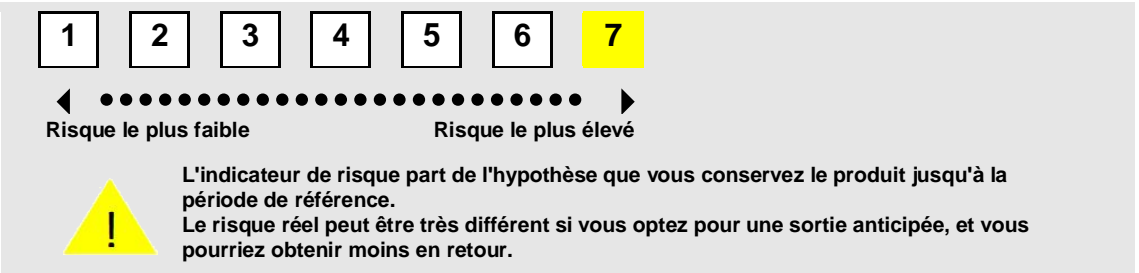 1 2 3 4 5 6 7
Risque le plus faible Risque le plus élevé
L'indicateur de risque part de l'hypothèse que vous conservez le produit jusqu'à la
période de référence.
Le risque réel peut être très différent si vous optez pour une sortie anticipée, et vous
pourriez obtenir moins en retour.
!